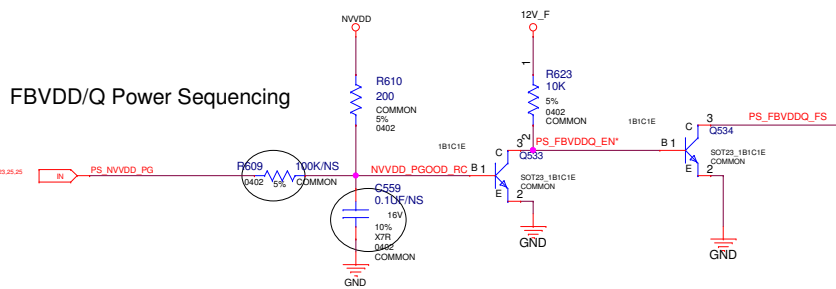 NVVDD
12V_F
FBVDD/Q Power Sequencing
R610
200
COMMON
5%
0402
1
R623
10K
5%
0402
COMMON
2
1B1C1E
1B1C1E
PS_NVVDD_PG
IN
R609
100K/NS
0402
5%
COMMON
NVVDD_PGOOD_RC
B
1
C
3
Q533
E
2
SOT23_1B1C1E
COMMON
PS_FBVDDQ_EN*
B
1
C
3
Q534
E
2
SOT23_1B1C1E
COMMON
PS_FBVDDQ_FS
C559
0.1UF/NS
16V
10%
X7R
0402
COMMON
GND
GND
GND